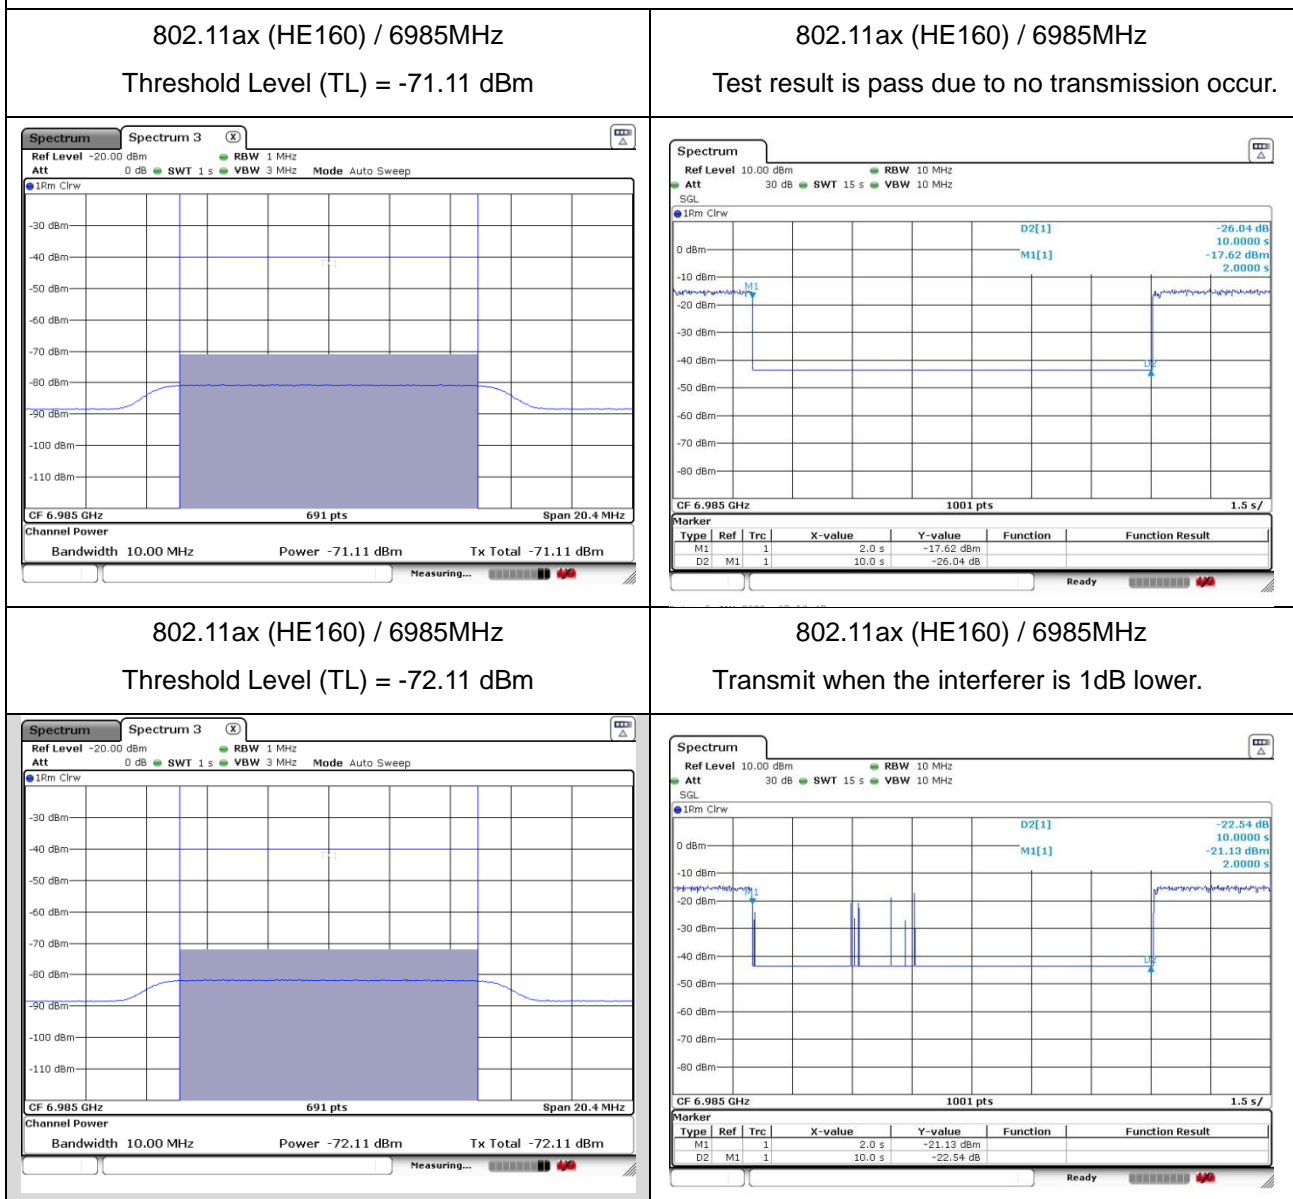 802.11ax (HE160) / 6985MHz
Threshold Level (TL) = -71.11 dBm
802.11ax (HE160) / 6985MHz
Test result is pass due to no transmission occur.
Spectrum Spectrum 3 X
Ref Level -20.00 dBm RBW 1 MHz
Att 0 dB SWT 1 s VBW 3 MHz Mode Auto Sweep
1Rm Clrw
-30 dBm
-40 dBm
-50 dBm
-60 dBm
-70 dBm
-80 dBm
-90 dBm
-100 dBm
-110 dBm
CF 6.985 GHz 691 pts Span 20.4 MHz
Channel Power
Bandwidth 10.00 MHz Power -71.11 dBm Tx Total -71.11 dBm
Measuring...
Spectrum
Ref Level 10.00 dBm RBW 10 MHz
Att 30 dB SWT 15 s VBW 10 MHz
SGL
1Rm Clrw
D2[1] -26.04 dB
10.0000 s
M1[1] -17.62 dBm
2.0000 s
0 dBm
-10 dBm
M1
-20 dBm
-30 dBm
-40 dBm
D2
-50 dBm
-60 dBm
-70 dBm
-80 dBm
CF 6.985 GHz 1001 pts 1.5 s/
Marker
Type Ref Trc X-value Y-value Function Function Result
M1 1 2.0 s -17.62 dBm
D2 M1 1 10.0 s -26.04 dB
Ready
802.11ax (HE160) / 6985MHz
Threshold Level (TL) = -72.11 dBm
802.11ax (HE160) / 6985MHz
Transmit when the interferer is 1dB lower.
Spectrum Spectrum 3 X
Ref Level -20.00 dBm RBW 1 MHz
Att 0 dB SWT 1 s VBW 3 MHz Mode Auto Sweep
1Rm Clrw
-30 dBm
-40 dBm
-50 dBm
-60 dBm
-70 dBm
-80 dBm
-90 dBm
-100 dBm
-110 dBm
CF 6.985 GHz 691 pts Span 20.4 MHz
Channel Power
Bandwidth 10.00 MHz Power -72.11 dBm Tx Total -72.11 dBm
Measuring...
Spectrum
Ref Level 10.00 dBm RBW 10 MHz
Att 30 dB SWT 15 s VBW 10 MHz
SGL
1Rm Clrw
D2[1] -22.54 dB
10.0000 s
M1[1] -21.13 dBm
2.0000 s
0 dBm
-10 dBm
M1
-20 dBm
-30 dBm
-40 dBm
D2
-50 dBm
-60 dBm
-70 dBm
-80 dBm
CF 6.985 GHz 1001 pts 1.5 s/
Marker
Type Ref Trc X-value Y-value Function Function Result
M1 1 2.0 s -21.13 dBm
D2 M1 1 10.0 s -22.54 dB
Ready